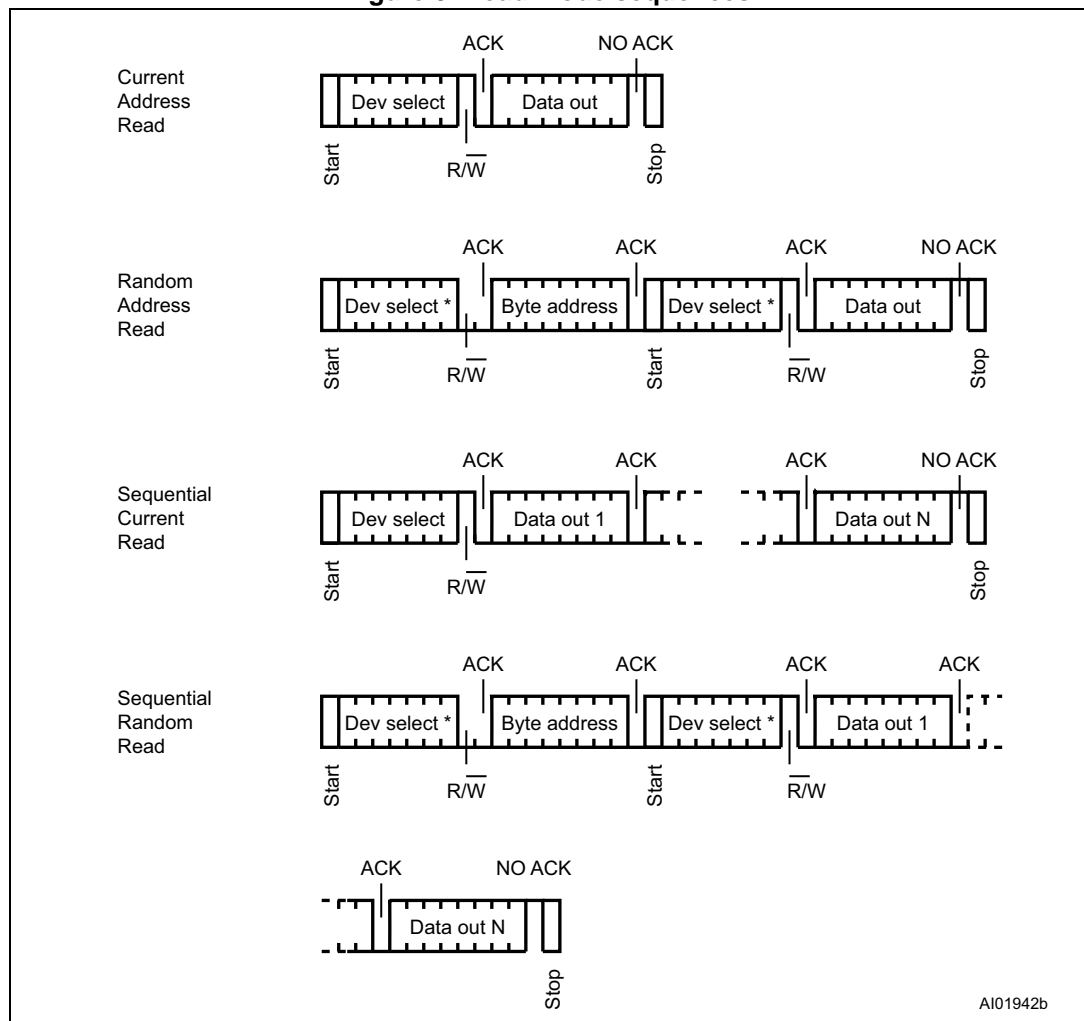 Current
Address
Read
ACK
NO ACK
Dev select
Data out
Start
R/W̅
Stop
Random
Address
Read
ACK
ACK
ACK
NO ACK
Dev select *
Byte address
Dev select *
Data out
Start
R/W̅
Start
R̅/W
Stop
Sequential
Current
Read
ACK
ACK
ACK
NO ACK
Dev select
Data out 1
Data out N
Start
R/W̅
Stop
Sequential
Random
Read
ACK
ACK
ACK
ACK
Dev select *
Byte address
Dev select *
Data out 1
Start
R/W̅
Start
R̅/W
ACK
NO ACK
Data out N
Stop
AI01942b